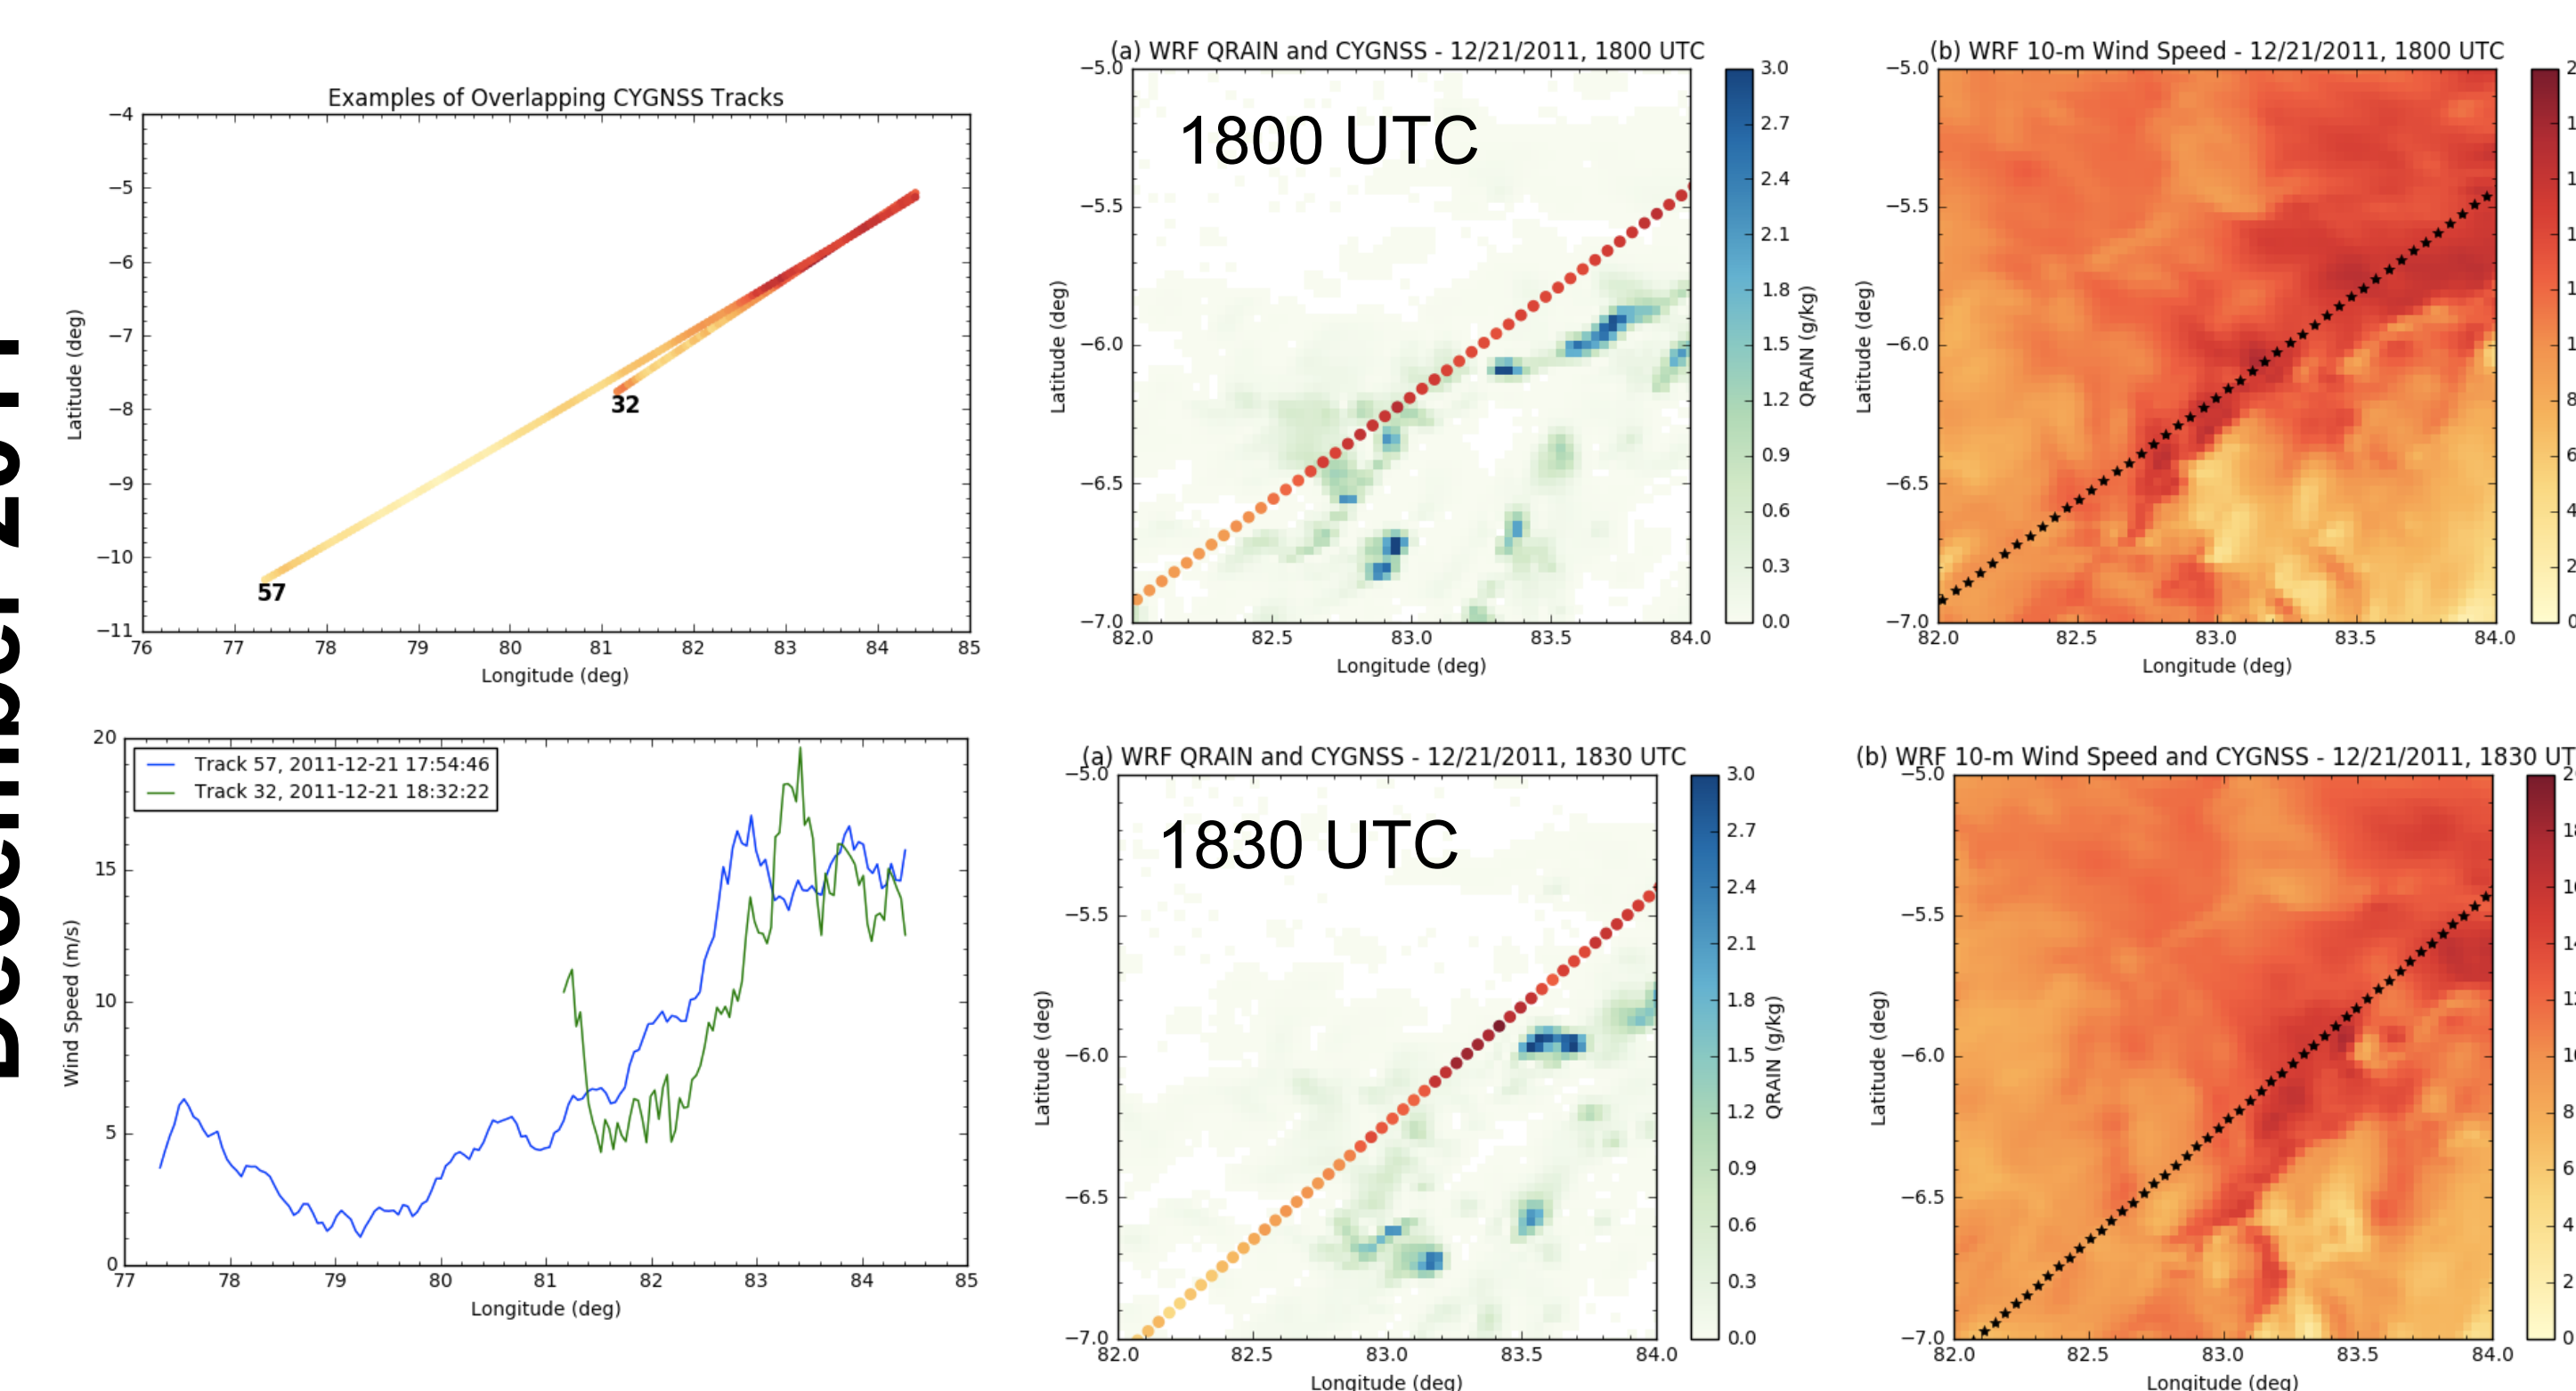 Examples of Overlapping CYGNSS Tracks
−4
−5
−6
−7
−8
−9
−10
−11
Latitude (deg)
32
57
76 77 78 79 80 81 82 83 84 85
Longitude (deg)
(a) WRF QRAIN and CYGNSS - 12/21/2011, 1800 UTC
1800 UTC
−5.0
−5.5
−6.0
−6.5
−7.0
Latitude (deg)
82.0 82.5 83.0 83.5 84.0
Longitude (deg)
3.0
2.7
2.4
2.1
1.8
1.5
1.2
0.9
0.6
0.3
0.0
QRAIN (g/kg)
(b) WRF 10-m Wind Speed - 12/21/2011, 1800 UTC
−5.0
−5.5
−6.0
−6.5
−7.0
Latitude (deg)
82.0 82.5 83.0 83.5 84.0
Longitude (deg)
8
6
4
2
0
20
15
10
5
0
Wind Speed (m/s)
Track 57, 2011-12-21 17:54:46
Track 32, 2011-12-21 18:32:22
77 78 79 80 81 82 83 84 85
Longitude (deg)
(a) WRF QRAIN and CYGNSS - 12/21/2011, 1830 UTC
1830 UTC
−5.0
−5.5
−6.0
−6.5
−7.0
Latitude (deg)
82.0 82.5 83.0 83.5 84.0
Longitude (deg)
3.0
2.7
2.4
2.1
1.8
1.5
1.2
0.9
0.6
0.3
0.0
QRAIN (g/kg)
(b) WRF 10-m Wind Speed and CYGNSS - 12/21/2011, 1830 UT
−5.0
−5.5
−6.0
−6.5
−7.0
Latitude (deg)
82.0 82.5 83.0 83.5 84.0
Longitude (deg)
8
6
4
2
0